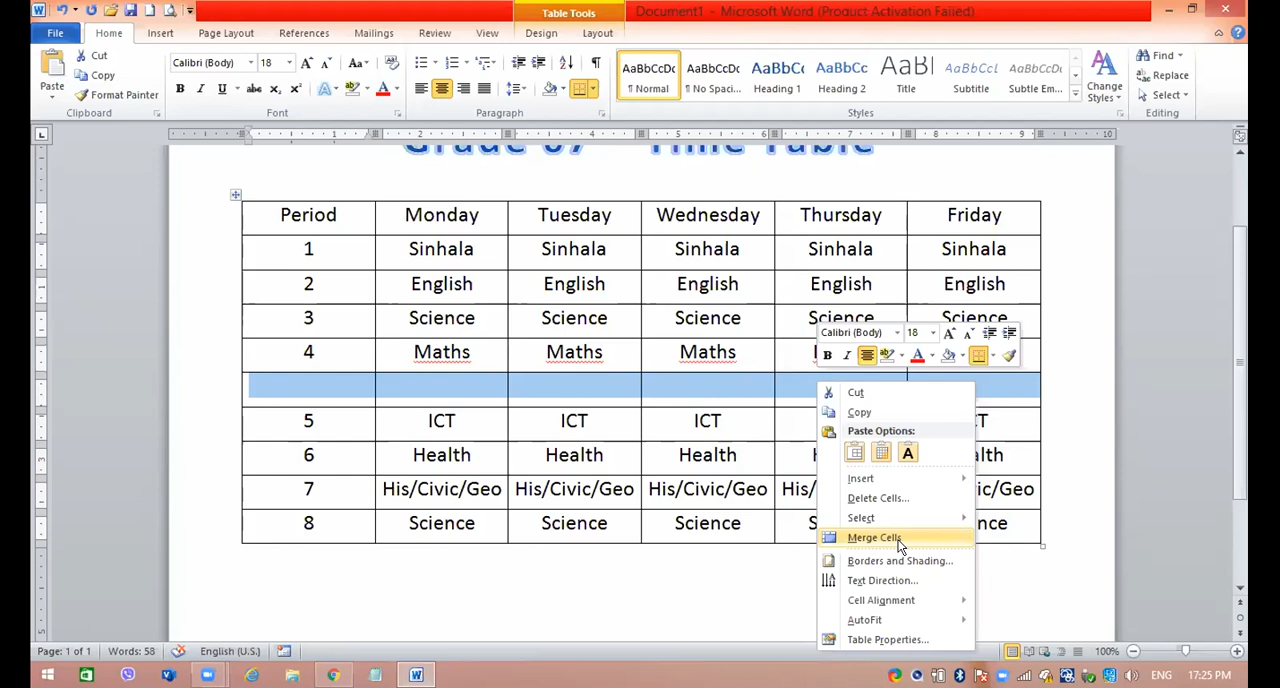 Table Tools
Document1 - Microsoft Word (Product Activation Failed)
File Home Insert Page Layout References Mailings Review View Design Layout
Cut
Copy
Format Painter
Paste
Clipboard
Calibri (Body) 18
Font
Paragraph
AaBbCcDc AaBbCcDc AaBbCc AaBbCc AaBl AaBbCcL AaBbCcDc
¶ Normal ¶ No Spaci... Heading 1 Heading 2 Title Subtitle Subtle Em...
Styles
Change Styles
Find
Replace
Select
Editing
Grade 07 Time Table
Period Monday Tuesday Wednesday Thursday Friday
1 Sinhala Sinhala Sinhala Sinhala Sinhala
2 English English English English English
3 Science Science Science Science Science
4 Maths Maths Maths
5 ICT ICT ICT
6 Health Health Health
7 His/Civic/Geo His/Civic/Geo His/Civic/Geo
8 Science Science Science
Calibri (Body) 18
Cut
Copy
Paste Options:
Insert
Delete Cells...
Select
Merge Cells
Borders and Shading...
Text Direction...
Cell Alignment
AutoFit
Table Properties...
Page: 1 of 1 Words: 58 English (U.S.) 100%
ENG 17:25 PM